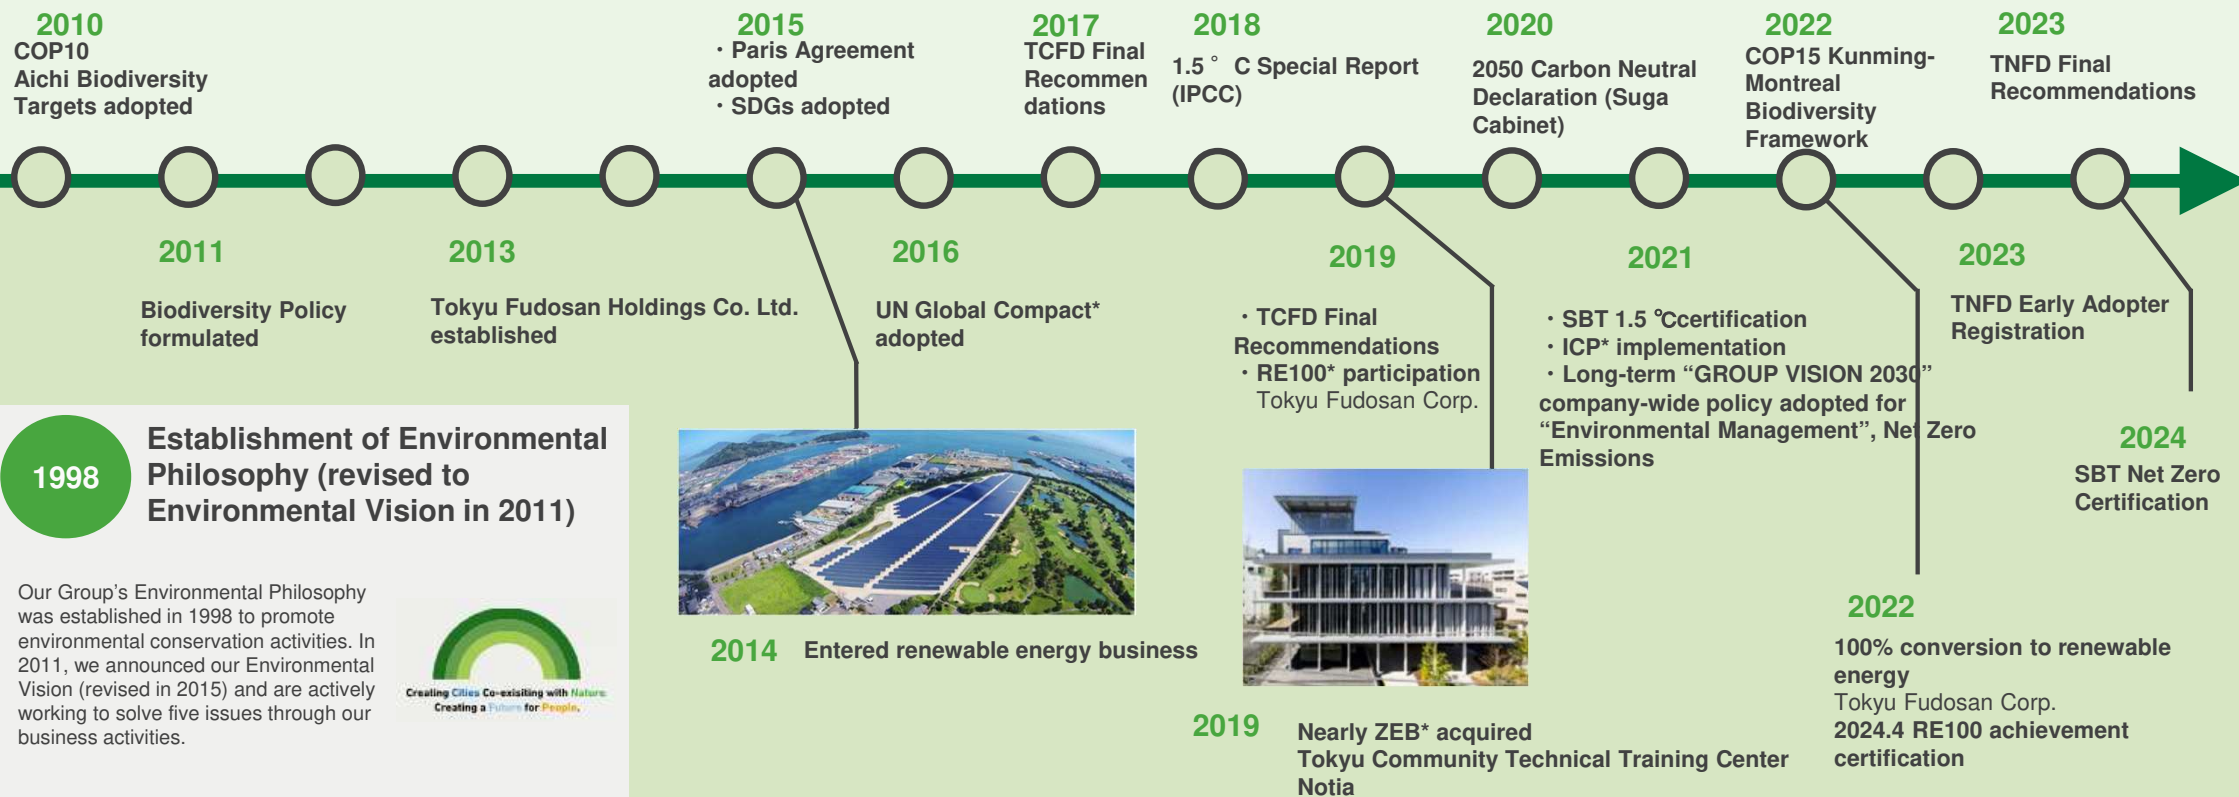 2010
COP10
Aichi Biodiversity
Targets adopted
2015
・Paris Agreement
adopted
・SDGs adopted
2017
TCFD Final
Recommen
dations
2018
1.5 ° C Special Report
(IPCC)
2020
2050 Carbon Neutral
Declaration (Suga
Cabinet)
2022
COP15 Kunming-
Montreal
Biodiversity
Framework
2023
TNFD Final
Recommendations
2011
Biodiversity Policy
formulated
2013
Tokyu Fudosan Holdings Co. Ltd.
established
2016
UN Global Compact*
adopted
2019
・TCFD Final
Recommendations
・RE100* participation
Tokyu Fudosan Corp.
2021
・SBT 1.5 ℃certification
・ICP* implementation
・Long-term “GROUP VISION 2030”
company-wide policy adopted for
“Environmental Management”, Net Zero
Emissions
2023
TNFD Early Adopter
Registration
2024
SBT Net Zero
Certification
1998
Establishment of Environmental
Philosophy (revised to
Environmental Vision in 2011)
Our Group’s Environmental Philosophy
was established in 1998 to promote
environmental conservation activities. In
2011, we announced our Environmental
Vision (revised in 2015) and are actively
working to solve five issues through our
business activities.
Creating Cities Co-exisiting with Nature.
Creating a Future for People.
2014 Entered renewable energy business
2019
Nearly ZEB* acquired
Tokyu Community Technical Training Center
Notia
2022
100% conversion to renewable
energy
Tokyu Fudosan Corp.
2024.4 RE100 achievement
certification